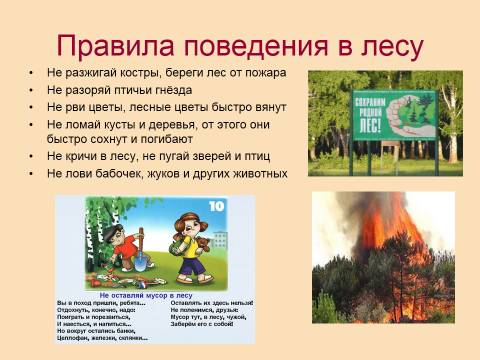 Правила поведения в лесу
• Не разжигай костры, береги лес от пожара
• Не разоряй птичьи гнёзда
• Не рви цветы, лесные цветы быстро вянут
• Не ломай кусты и деревья, от этого они
быстро сохнут и погибают
• Не кричи в лесу, не пугай зверей и птиц
• Не лови бабочек, жуков и других животных
СОХРАНИМ
РОДНОЙ
ЛЕС!
10
Не оставляй мусор в лесу
Вы в поход пришли, ребята...
Отдохнуть, конечно, надо:
Поиграть и порезвиться,
И наесться, и напиться...
Но вокруг остались банки,
Целлофан, железки, склянки...
Оставлять их здесь нельзя!
Не поленимся, друзья:
Мусор тут, в лесу, чужой,
Заберём его с собой!